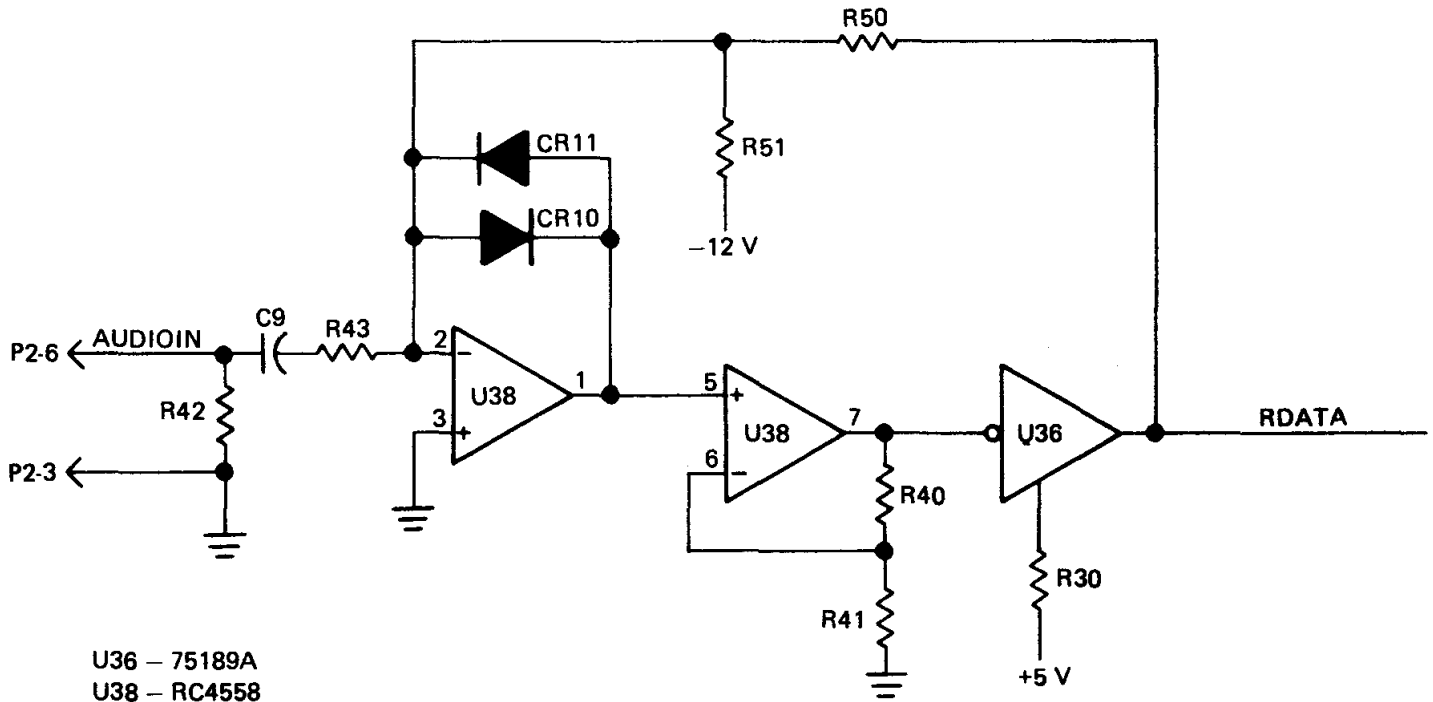 R50
CR11
R51
CR10
−12 V
C9
R43
P2-6
AUDIOIN
2
−
1
U38
5
+
R42
3
+
7
U38
U36
RDATA
P2-3
6
−
R40
R30
R41
U36 − 75189A
U38 − RC4558
+5 V